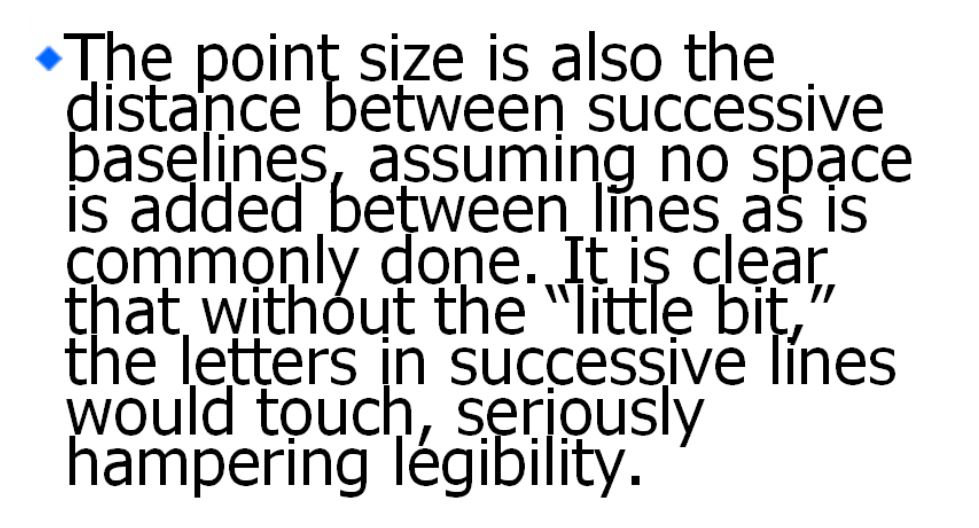 The point size is also the
distance between successive
baselines, assuming no space
is added between lines as is
commonly done. It is clear
that without the “little bit,”
the letters in successive lines
would touch, seriously
hampering legibility.